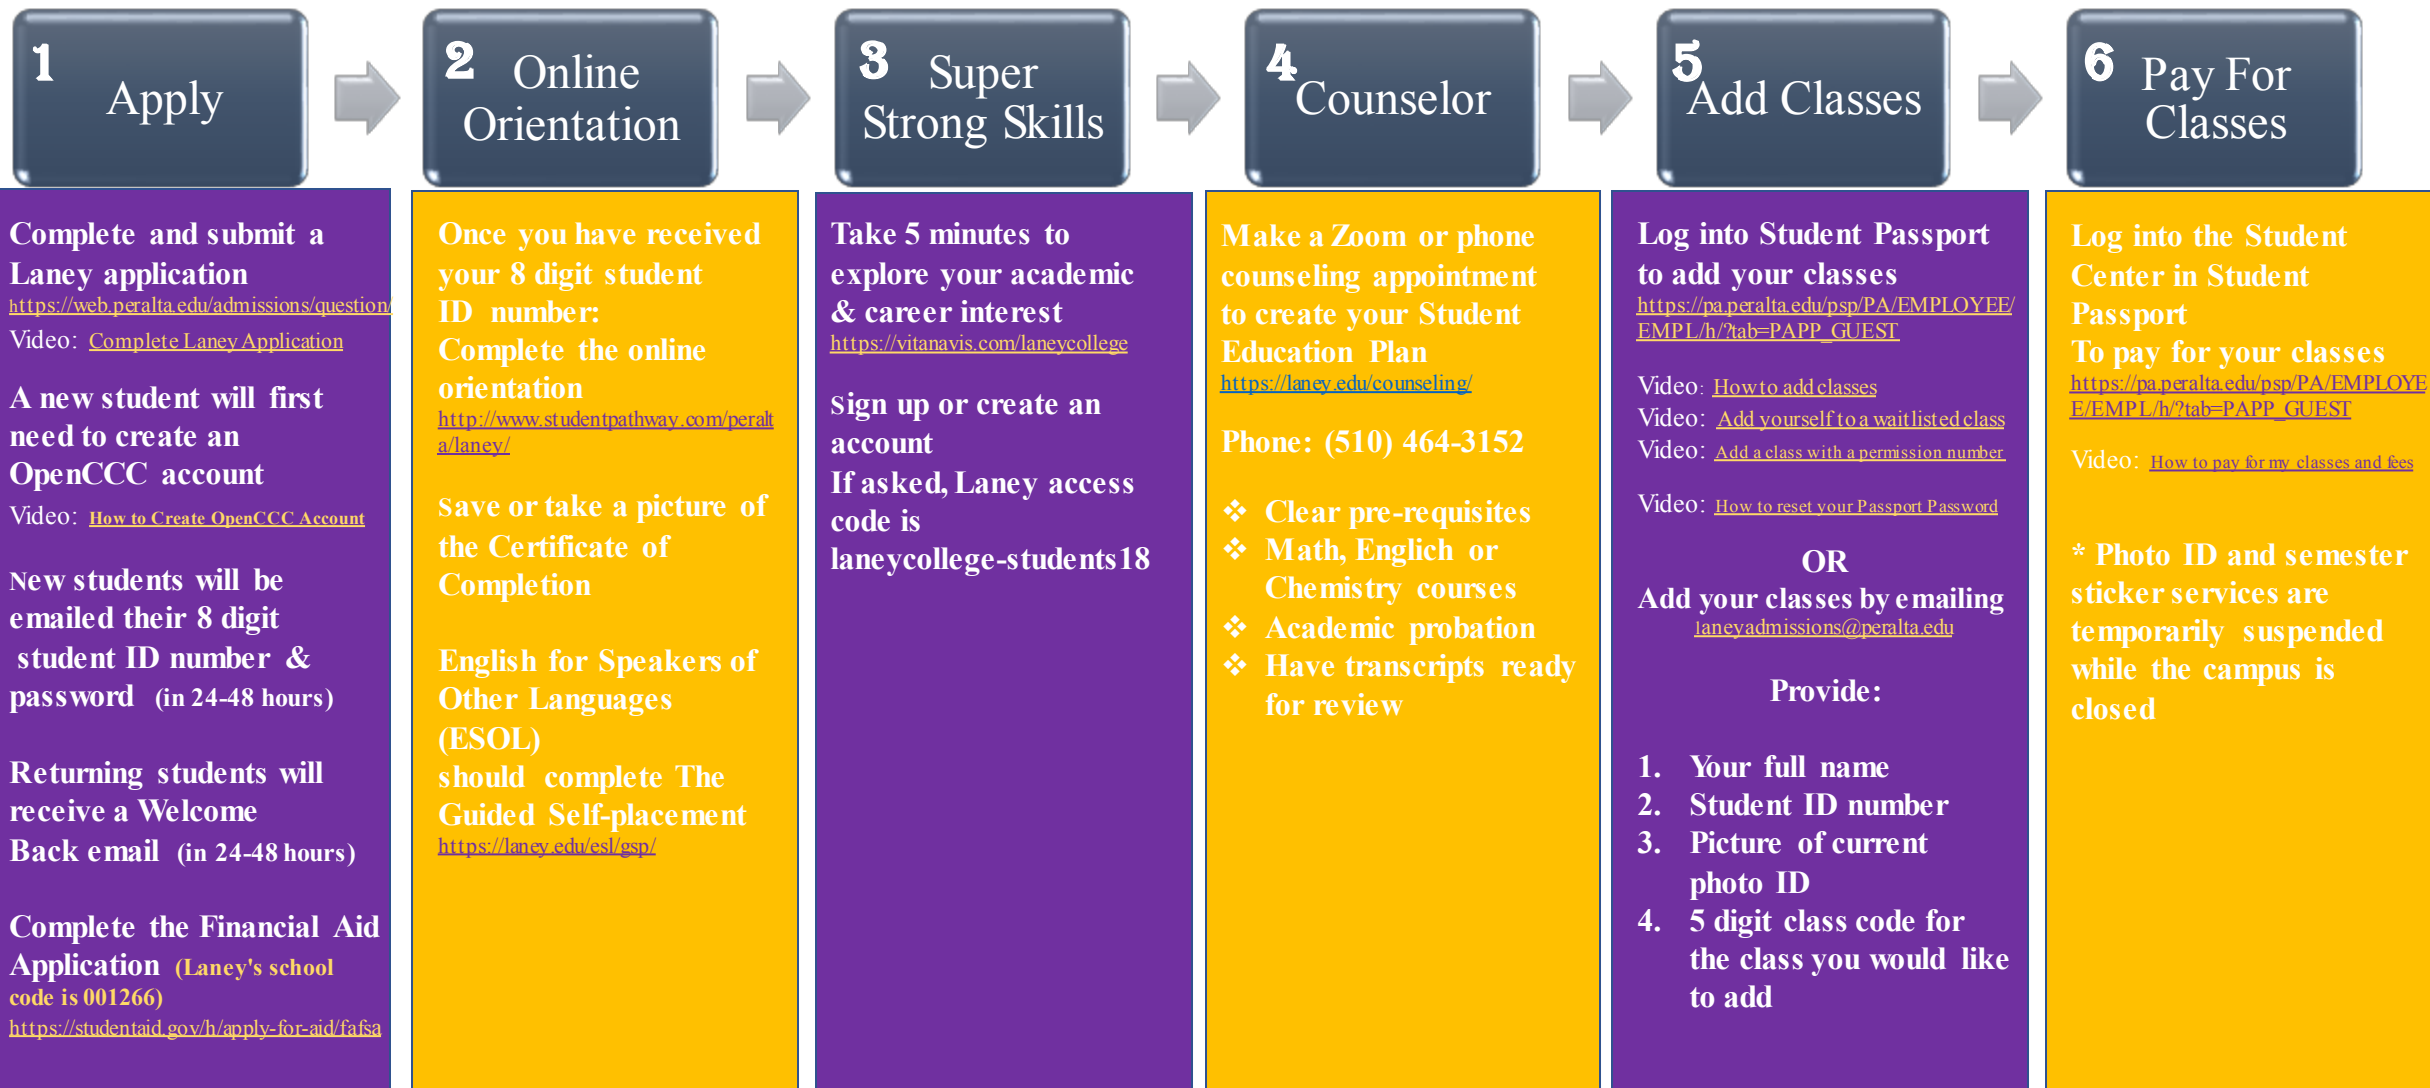 1
Apply
2
Online
Orientation
3
Super
Strong Skills
4
Counselor
5
Add Classes
6
Pay For
Classes
Complete and submit a
Laney application
https://web.peralta.edu/admissions/question/
Video: Complete Laney Application
A new student will first
need to create an
OpenCCC account
Video: How to Create OpenCCC Account
New students will be
emailed their 8 digit
student ID number &
password (in 24-48 hours)
Returning students will
receive a Welcome
Back email (in 24-48 hours)
Complete the Financial Aid
Application (Laney's school
code is 001266)
https://studentaid.gov/h/apply-for-aid/fafsa
Once you have received
your 8 digit student
ID number:
Complete the online
orientation
http://www.studentpathway.com/peralt
a/laney/
Save or take a picture of
the Certificate of
Completion
English for Speakers of
Other Languages
(ESOL)
should complete The
Guided Self-placement
https://laney.edu/esl/gsp/
Take 5 minutes to
explore your academic
& career interest
https://vitanavis.com/laneycollege
Sign up or create an
account
If asked, Laney access
code is
laneycollege-students18
Make a Zoom or phone
counseling appointment
to create your Student
Education Plan
https://laney.edu/counseling/
Phone: (510) 464-3152
❖ Clear pre-requisites
❖ Math, Englich or
Chemistry courses
❖ Academic probation
❖ Have transcripts ready
for review
Log into Student Passport
to add your classes
https://pa.peralta.edu/psp/PA/EMPLOYEE/
EMPL/h/?tab=PAPP_GUEST
Video: How to add classes
Video: Add yourself to a waitlisted class
Video: Add a class with a permission number
Video: How to reset your Passport Password
OR
Add your classes by emailing
laneyadmissions@peralta.edu
Provide:
1. Your full name
2. Student ID number
3. Picture of current
photo ID
4. 5 digit class code for
the class you would like
to add
Log into the Student
Center in Student
Passport
To pay for your classes
https://pa.peralta.edu/psp/PA/EMPLOYE
E/EMPL/h/?tab=PAPP_GUEST
Video: How to pay for my classes and fees
* Photo ID and semester
sticker services are
temporarily suspended
while the campus is
closed